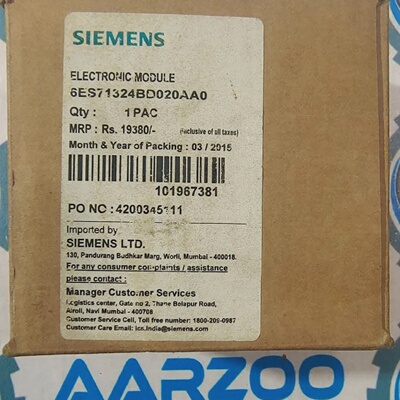 SIEMENS
ELECTRONIC MODULE
6ES71324BD020AA0
Qty : 1 PAC
MRP : Rs. 19380/- (Inclusive of all taxes)
Month & Year of Packing : 03 / 2015
101967381
PO NO : 4200345111
Imported by
SIEMENS LTD.
130, Pandurang Budhkar Marg, Worli, Mumbai - 400018.
For any consumer complaints / assistance
please contact :
Manager Customer Services
Logistics center, Gate no 2, Thane Belapur Road,
Airoli, Navi Mumbai - 400708
Customer Service Cell, Toll free number: 1800-209-0987
Customer Care Email: icc.india@siemens.com
AARZOO